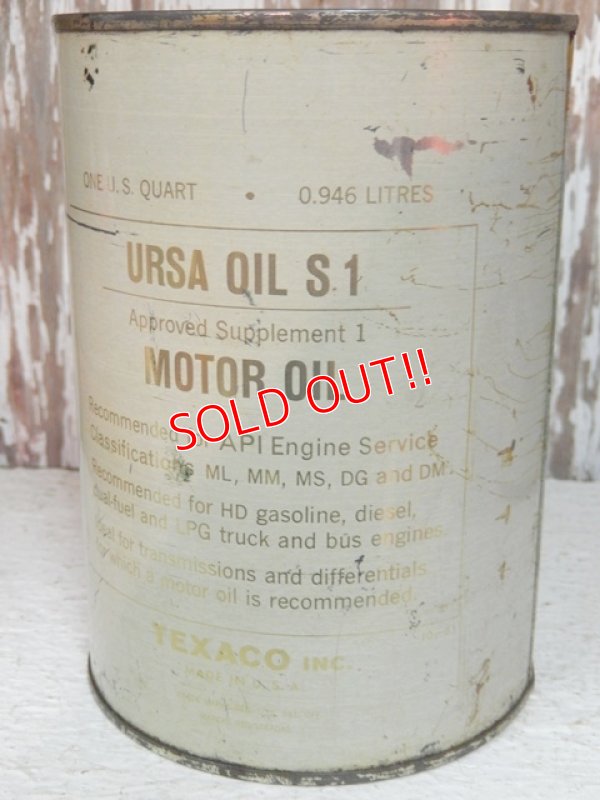 ONE U.S. QUART • 0.946 LITRES
URSA OIL S 1
Approved Supplement 1
MOTOR OIL
SOLD OUT!!
Recommended for API Engine Service
Classifications ML, MM, MS, DG and DM.
Recommended for HD gasoline, diesel,
dual-fuel and LPG truck and bus engines.
for transmissions and differentials
for which a motor oil is recommended.
TEXACO INC.
MADE IN U.S.A.